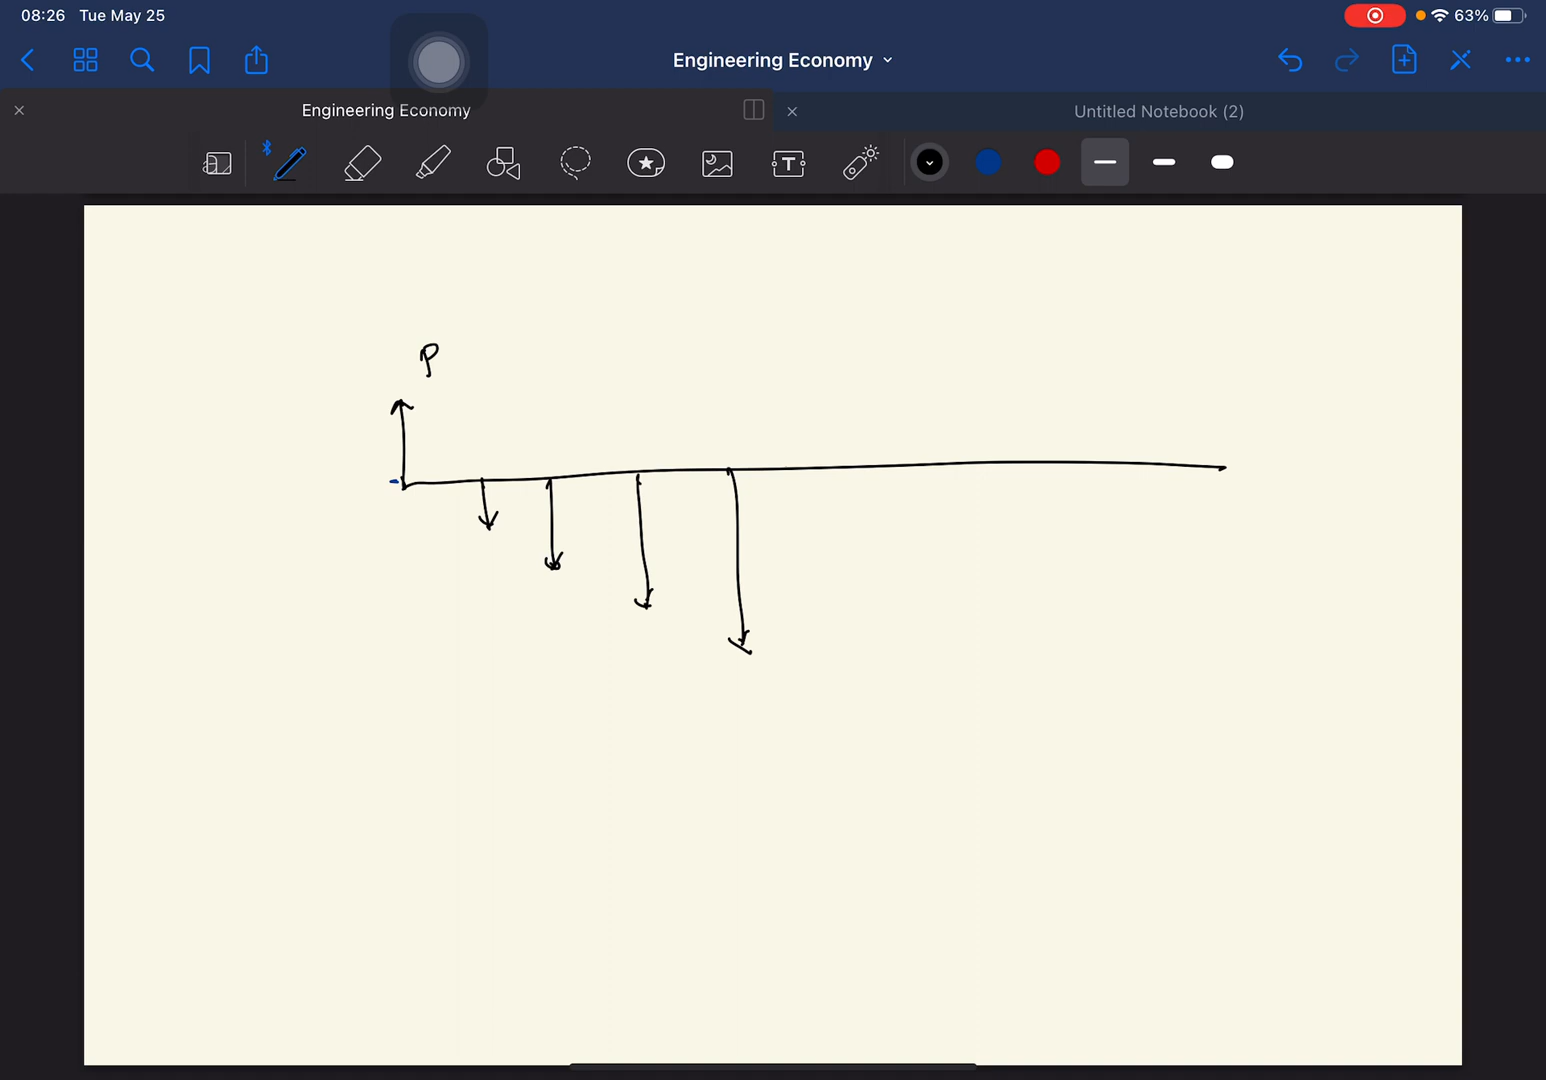 08:26 Tue May 25
63%
Engineering Economy
Engineering Economy
Untitled Notebook (2)
T
P